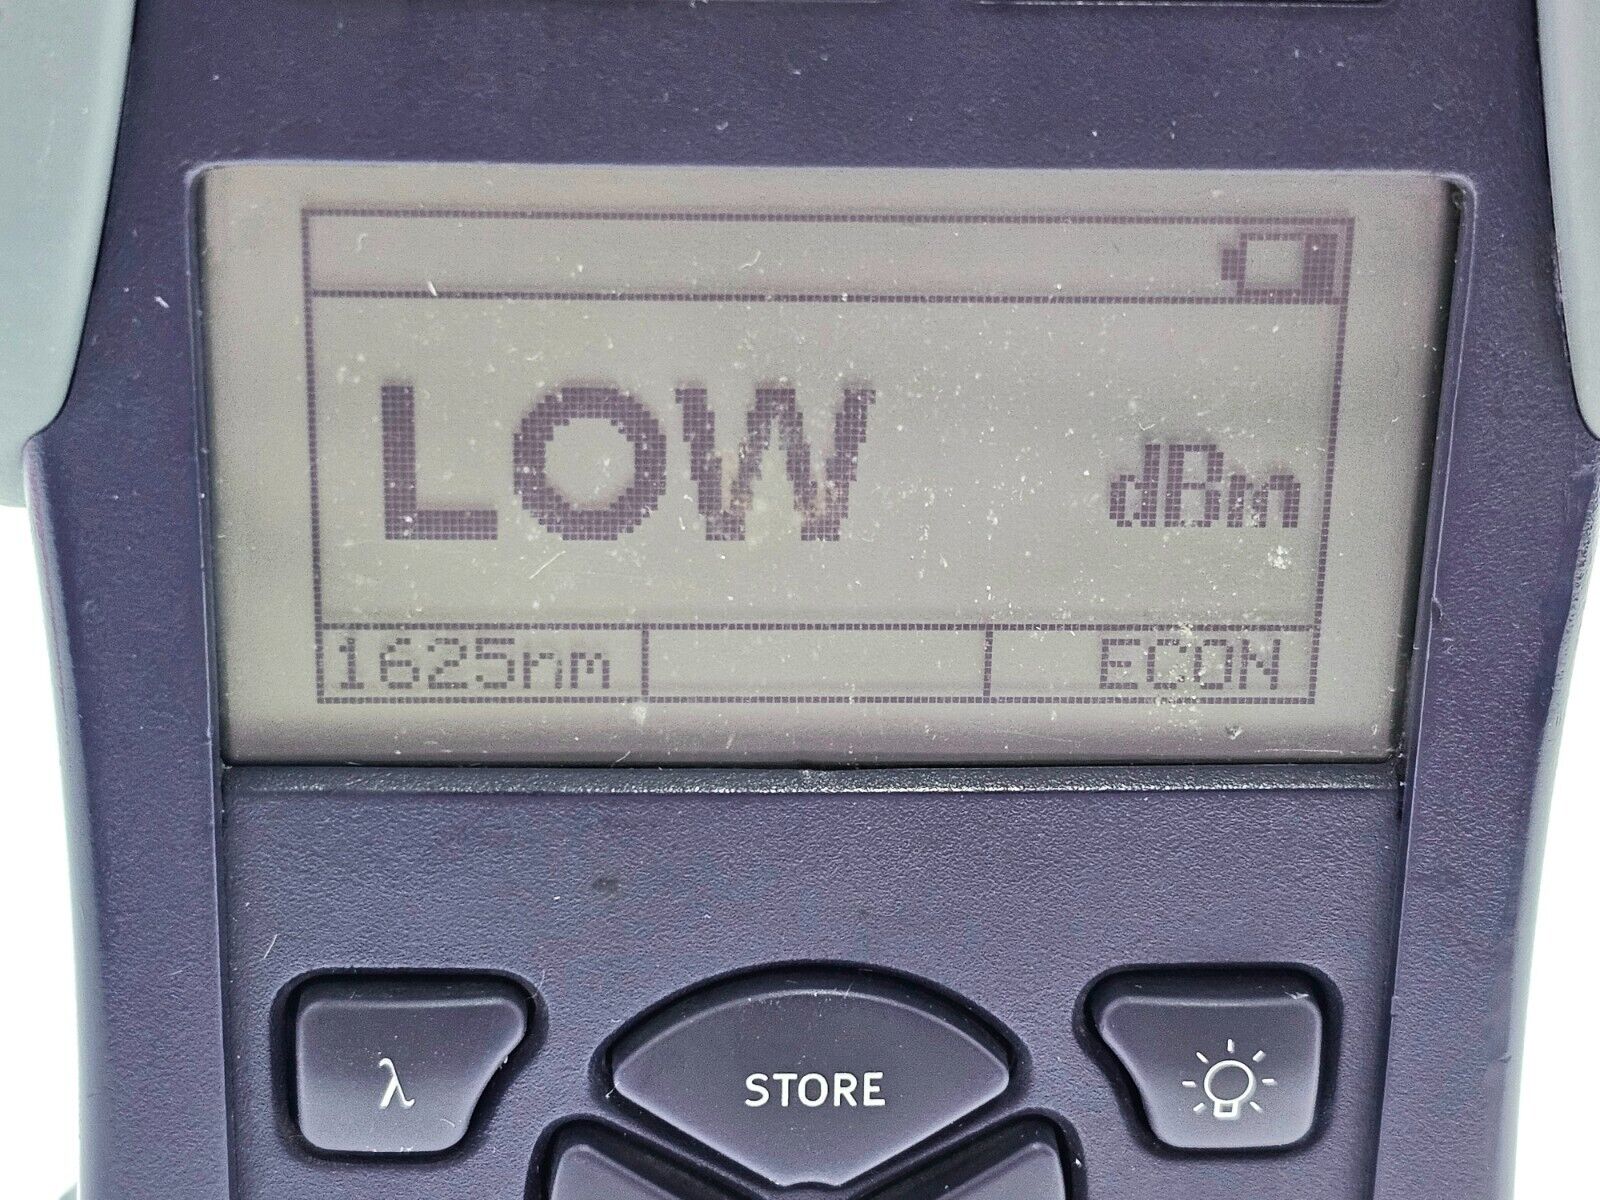 LOW dBm
1625nm ECON
λ STORE